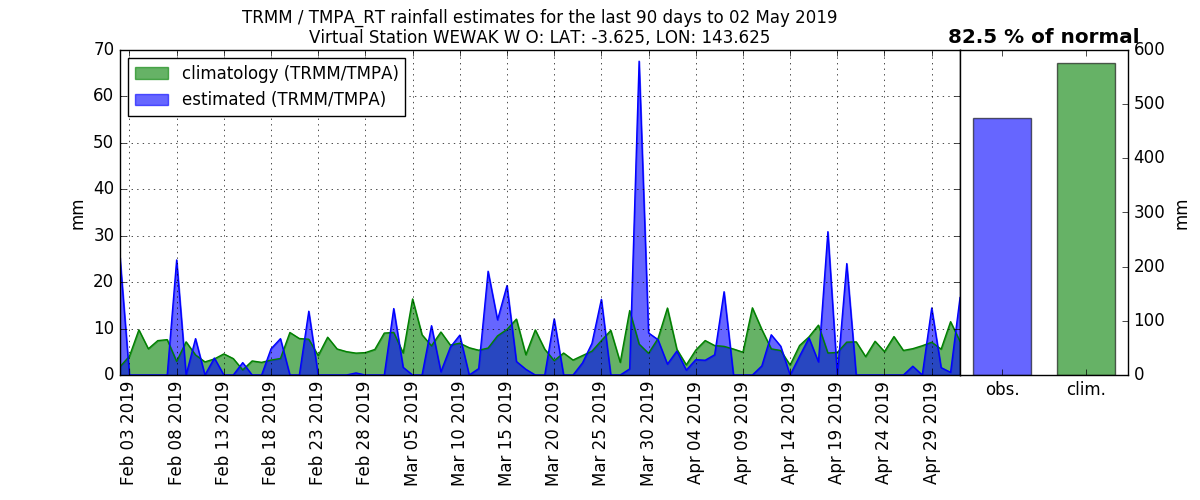 TRMM / TMPA_RT rainfall estimates for the last 90 days to 02 May 2019
Virtual Station WEWAK W O: LAT: -3.625, LON: 143.625
82.5 % of normal
climatology (TRMM/TMPA)
estimated (TRMM/TMPA)
mm
70
60
50
40
30
20
10
0
Feb 03 2019
Feb 08 2019
Feb 13 2019
Feb 18 2019
Feb 23 2019
Feb 28 2019
Mar 05 2019
Mar 10 2019
Mar 15 2019
Mar 20 2019
Mar 25 2019
Mar 30 2019
Apr 04 2019
Apr 09 2019
Apr 14 2019
Apr 19 2019
Apr 24 2019
Apr 29 2019
obs.
clim.
600
500
400
300
200
100
0
mm